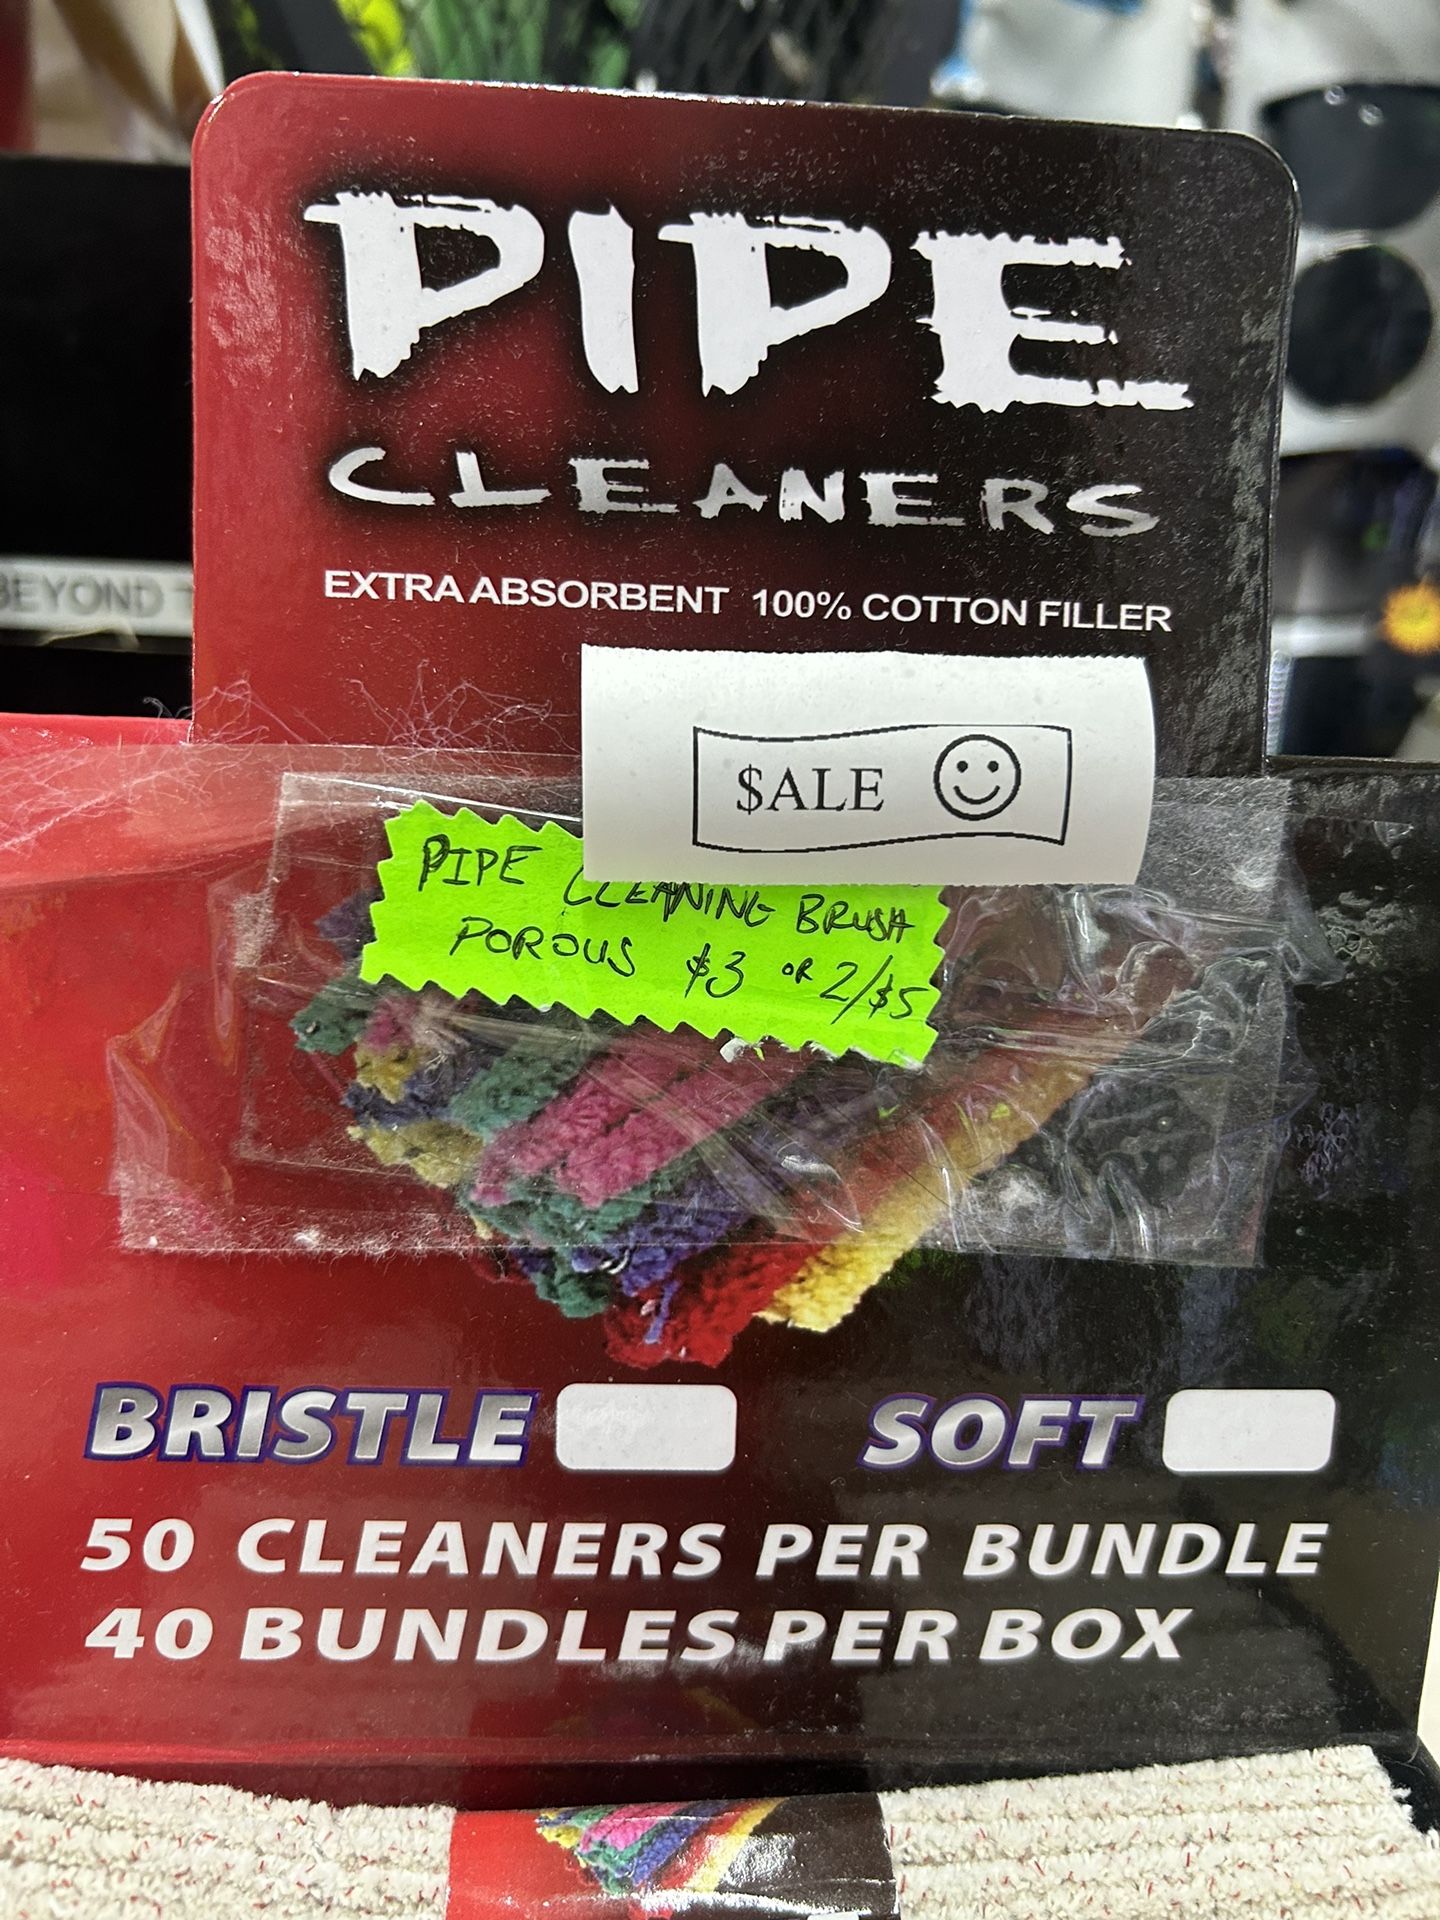 PIPE
CLEANERS
EXTRA ABSORBENT 100% COTTON FILLER
BEYOND
$ALE
PIPE CLEANING BRUSH
POROUS $3 OR 2/$5
BRISTLE SOFT
50 CLEANERS PER BUNDLE
40 BUNDLES PER BOX